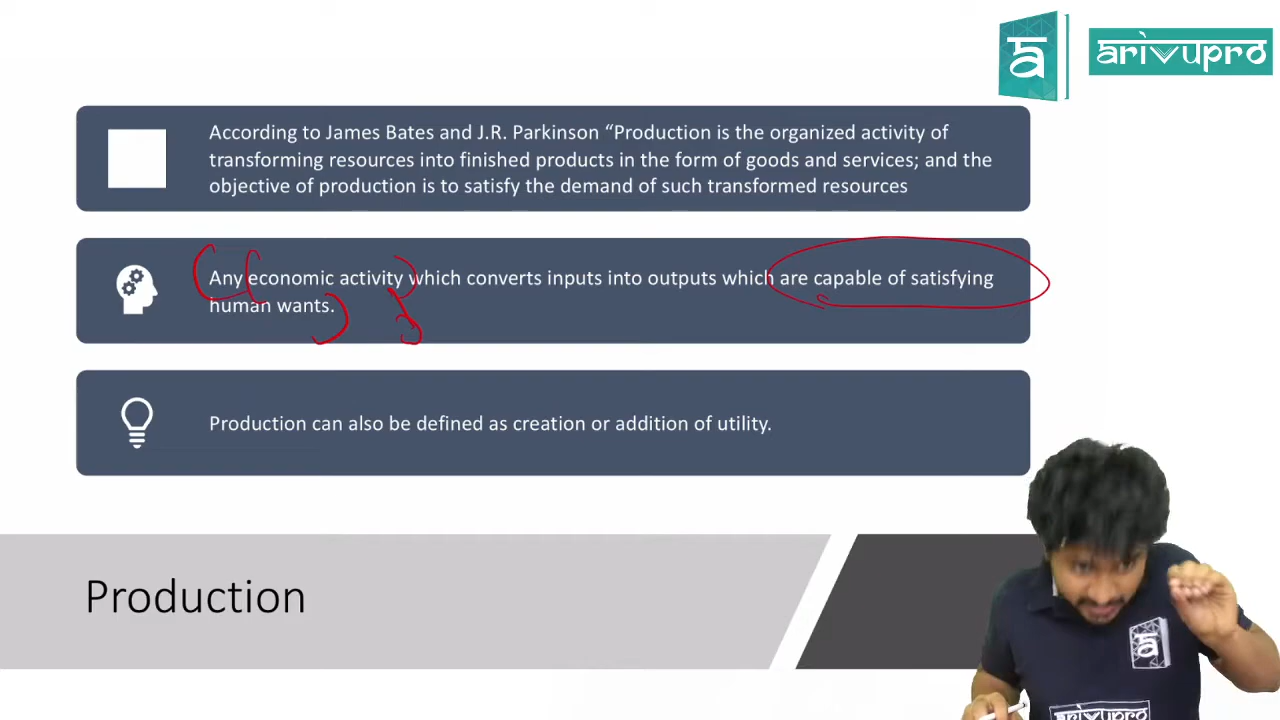 ā
arivupro
According to James Bates and J.R. Parkinson “Production is the organized activity of
transforming resources into finished products in the form of goods and services; and the
objective of production is to satisfy the demand of such transformed resources
Any economic activity which converts inputs into outputs which are capable of satisfying
human wants.
Production can also be defined as creation or addition of utility.
Production
ā
arivupro